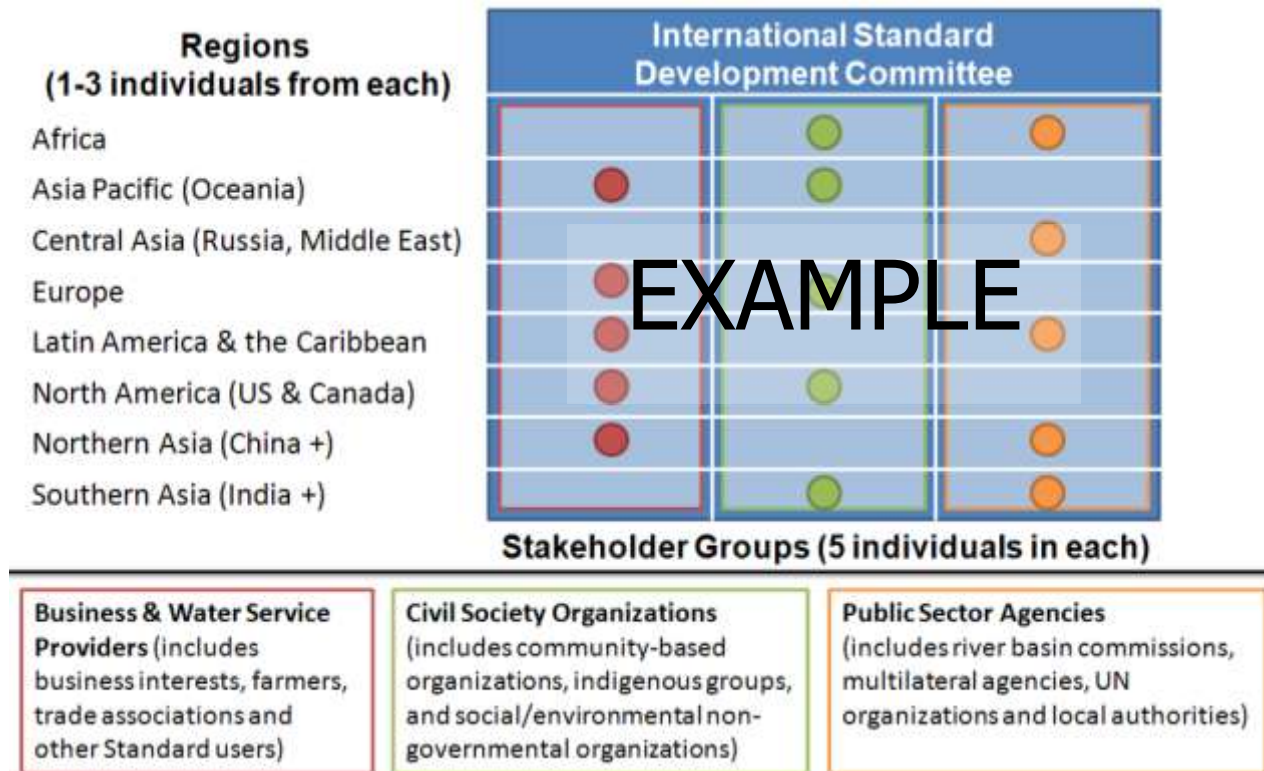 Regions
(1-3 individuals from each)
International Standard
Development Committee
Africa
Asia Pacific (Oceania)
Central Asia (Russia, Middle East)
Europe
Latin America & the Caribbean
North America (US & Canada)
Northern Asia (China +)
Southern Asia (India +)
EXAMPLE
Stakeholder Groups (5 individuals in each)
Business & Water Service
Providers (includes
business interests, farmers,
trade associations and
other Standard users)
Civil Society Organizations
(includes community-based
organizations, indigenous groups,
and social/environmental non-
governmental organizations)
Public Sector Agencies
(includes river basin commissions,
multilateral agencies, UN
organizations and local authorities)